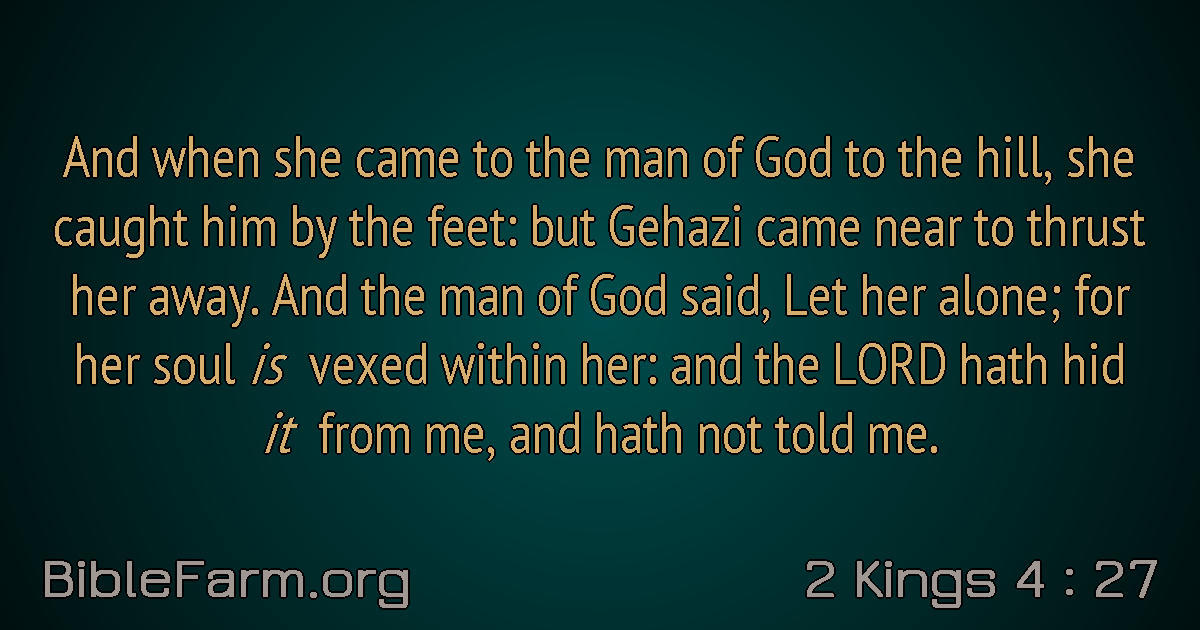 And when she came to the man of God to the hill, she
caught him by the feet: but Gehazi came near to thrust
her away. And the man of God said, Let her alone; for
her soul is vexed within her: and the LORD hath hid
it from me, and hath not told me.
BibleFarm.org
2 Kings 4 : 27